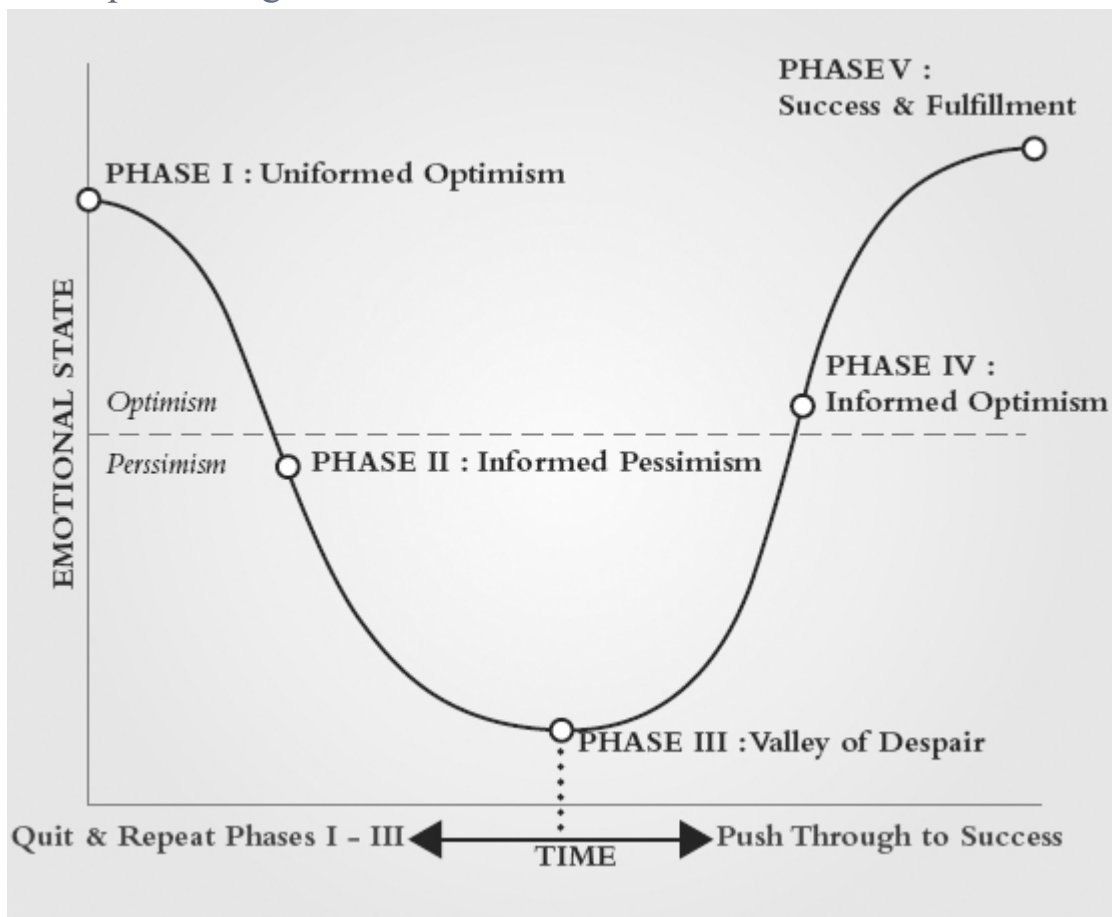 PHASE V :
Success & Fulfillment
PHASE I : Uniformed Optimism
EMOTIONAL STATE
PHASE IV :
Informed Optimism
Optimism
Perssimism
PHASE II : Informed Pessimism
PHASE III : Valley of Despair
Quit & Repeat Phases I - III
TIME
Push Through to Success